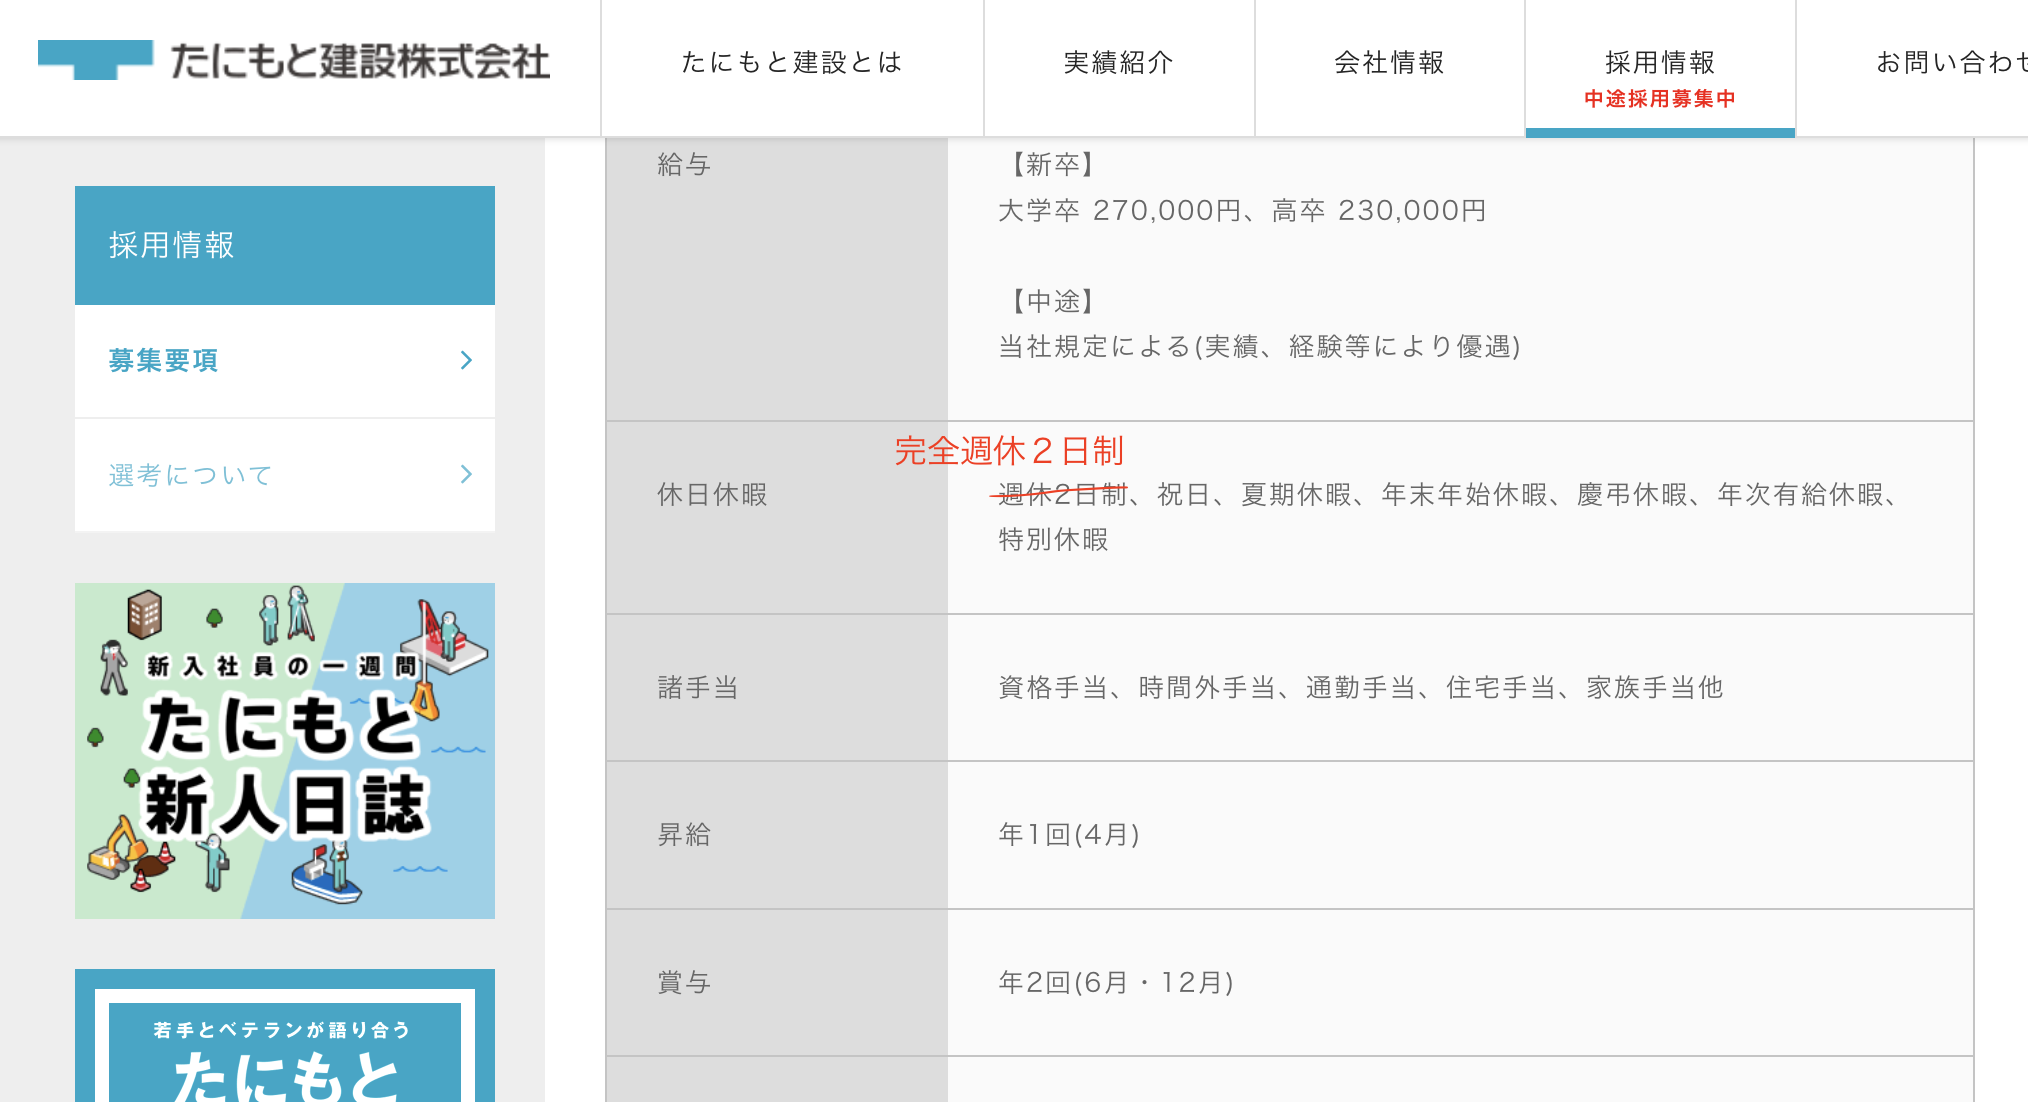 たにもと建設株式会社
たにもと建設とは
実績紹介
会社情報
採用情報
中途採用募集中
お問い合わせ
採用情報
募集要項
選考について
新入社員の一週間
たにもと
新人日誌
若手とベテランが語り合う
たにもと
給与
【新卒】
大学卒 270,000円、高卒 230,000円
【中途】
当社規定による(実績、経験等により優遇)
完全週休２日制
休日休暇
週休2日制、祝日、夏期休暇、年末年始休暇、慶弔休暇、年次有給休暇、
特別休暇
諸手当
資格手当、時間外手当、通勤手当、住宅手当、家族手当他
昇給
年1回(4月)
賞与
年2回(6月・12月)